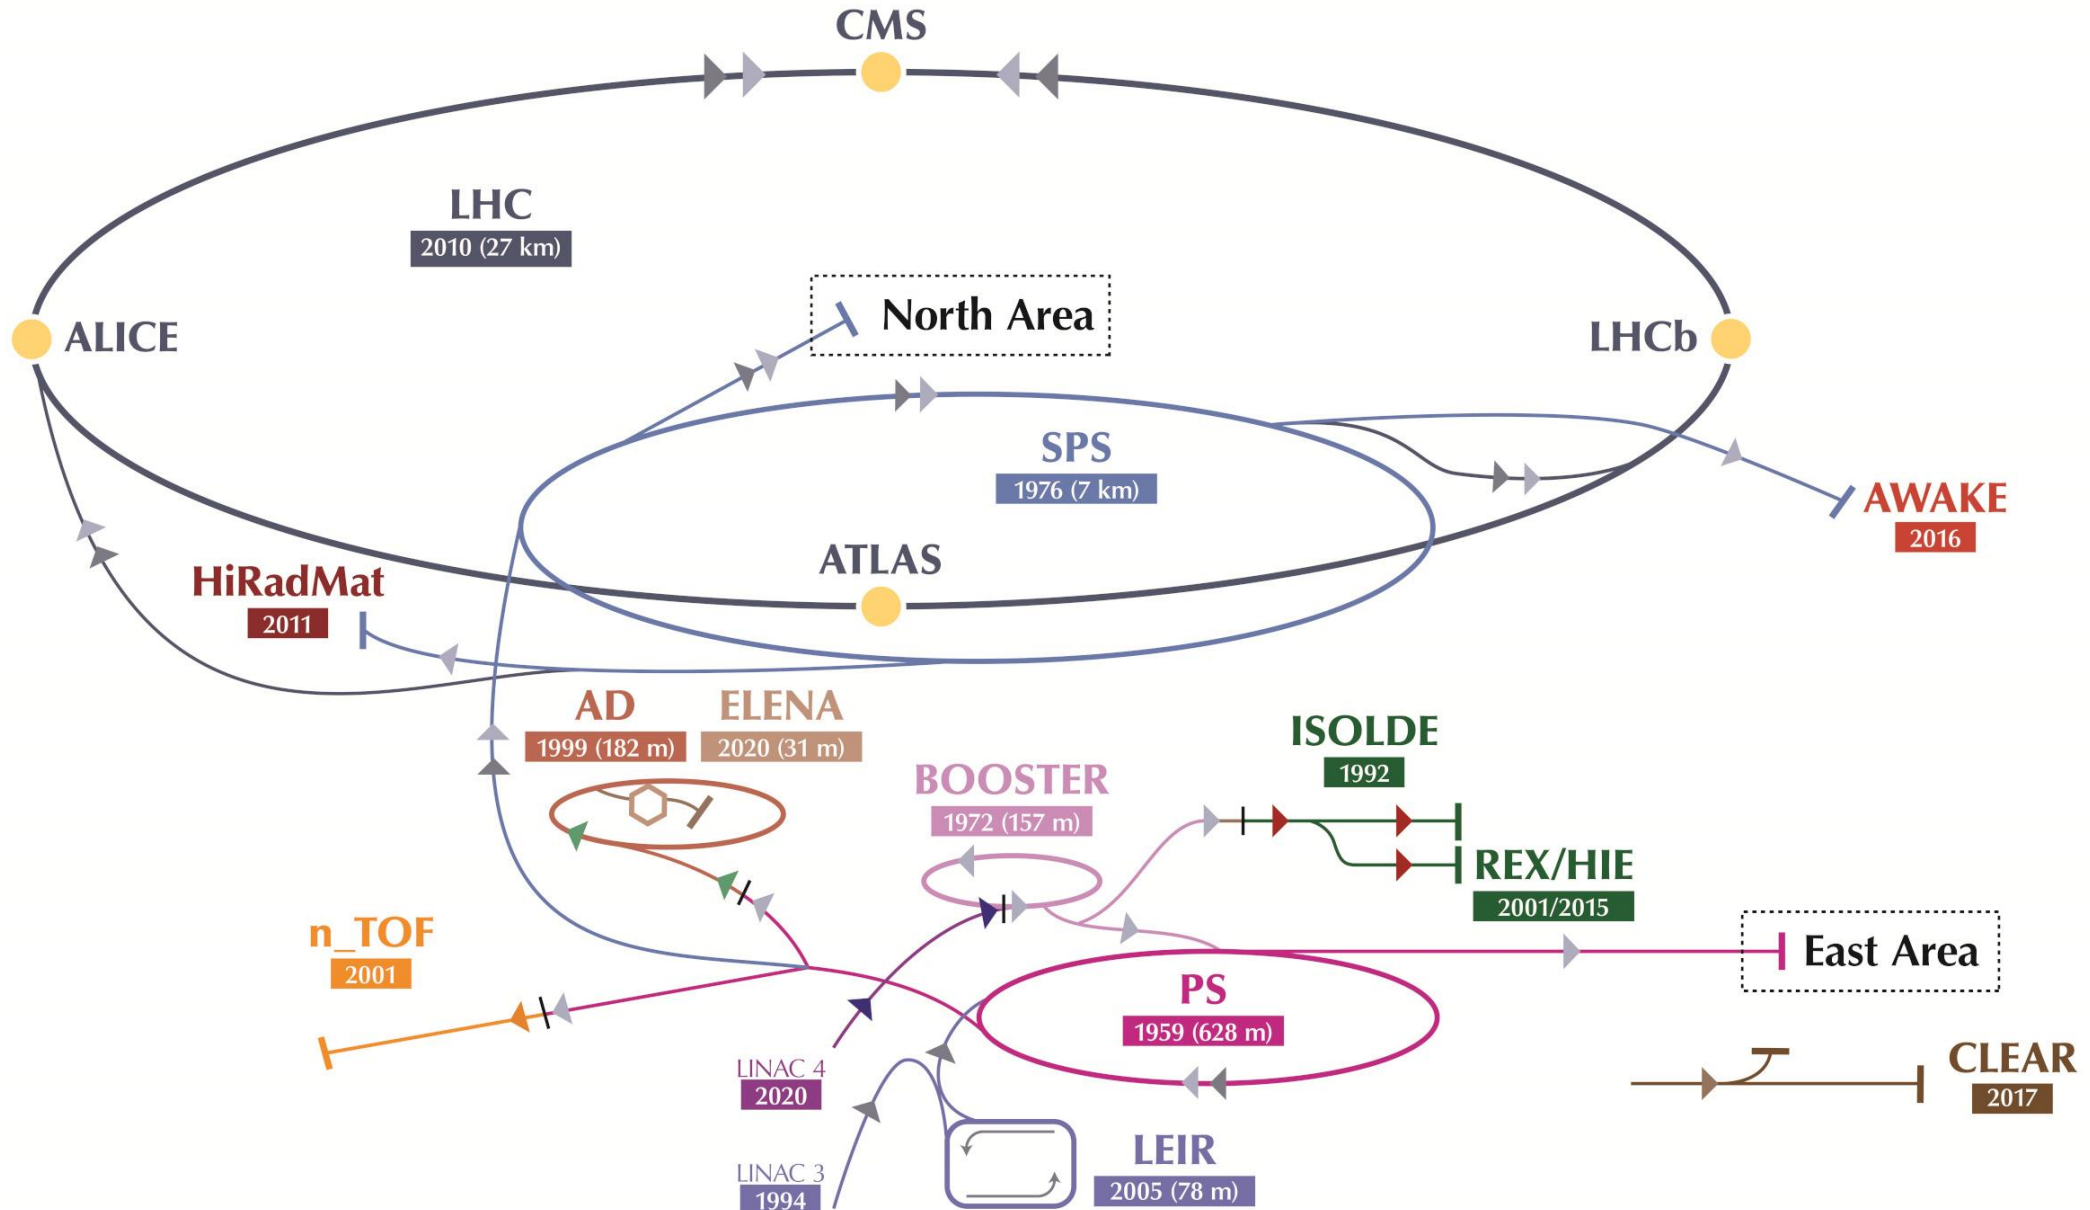 CMS
LHC
2010 (27 km)
North Area
ALICE
LHCb
SPS
1976 (7 km)
AWAKE
2016
ATLAS
HiRadMat
2011
AD
1999 (182 m)
ELENA
2020 (31 m)
ISOLDE
1992
BOOSTER
1972 (157 m)
REX/HIE
2001/2015
n_TOF
2001
East Area
PS
1959 (628 m)
LINAC 4
2020
CLEAR
2017
LINAC 3
1994
LEIR
2005 (78 m)